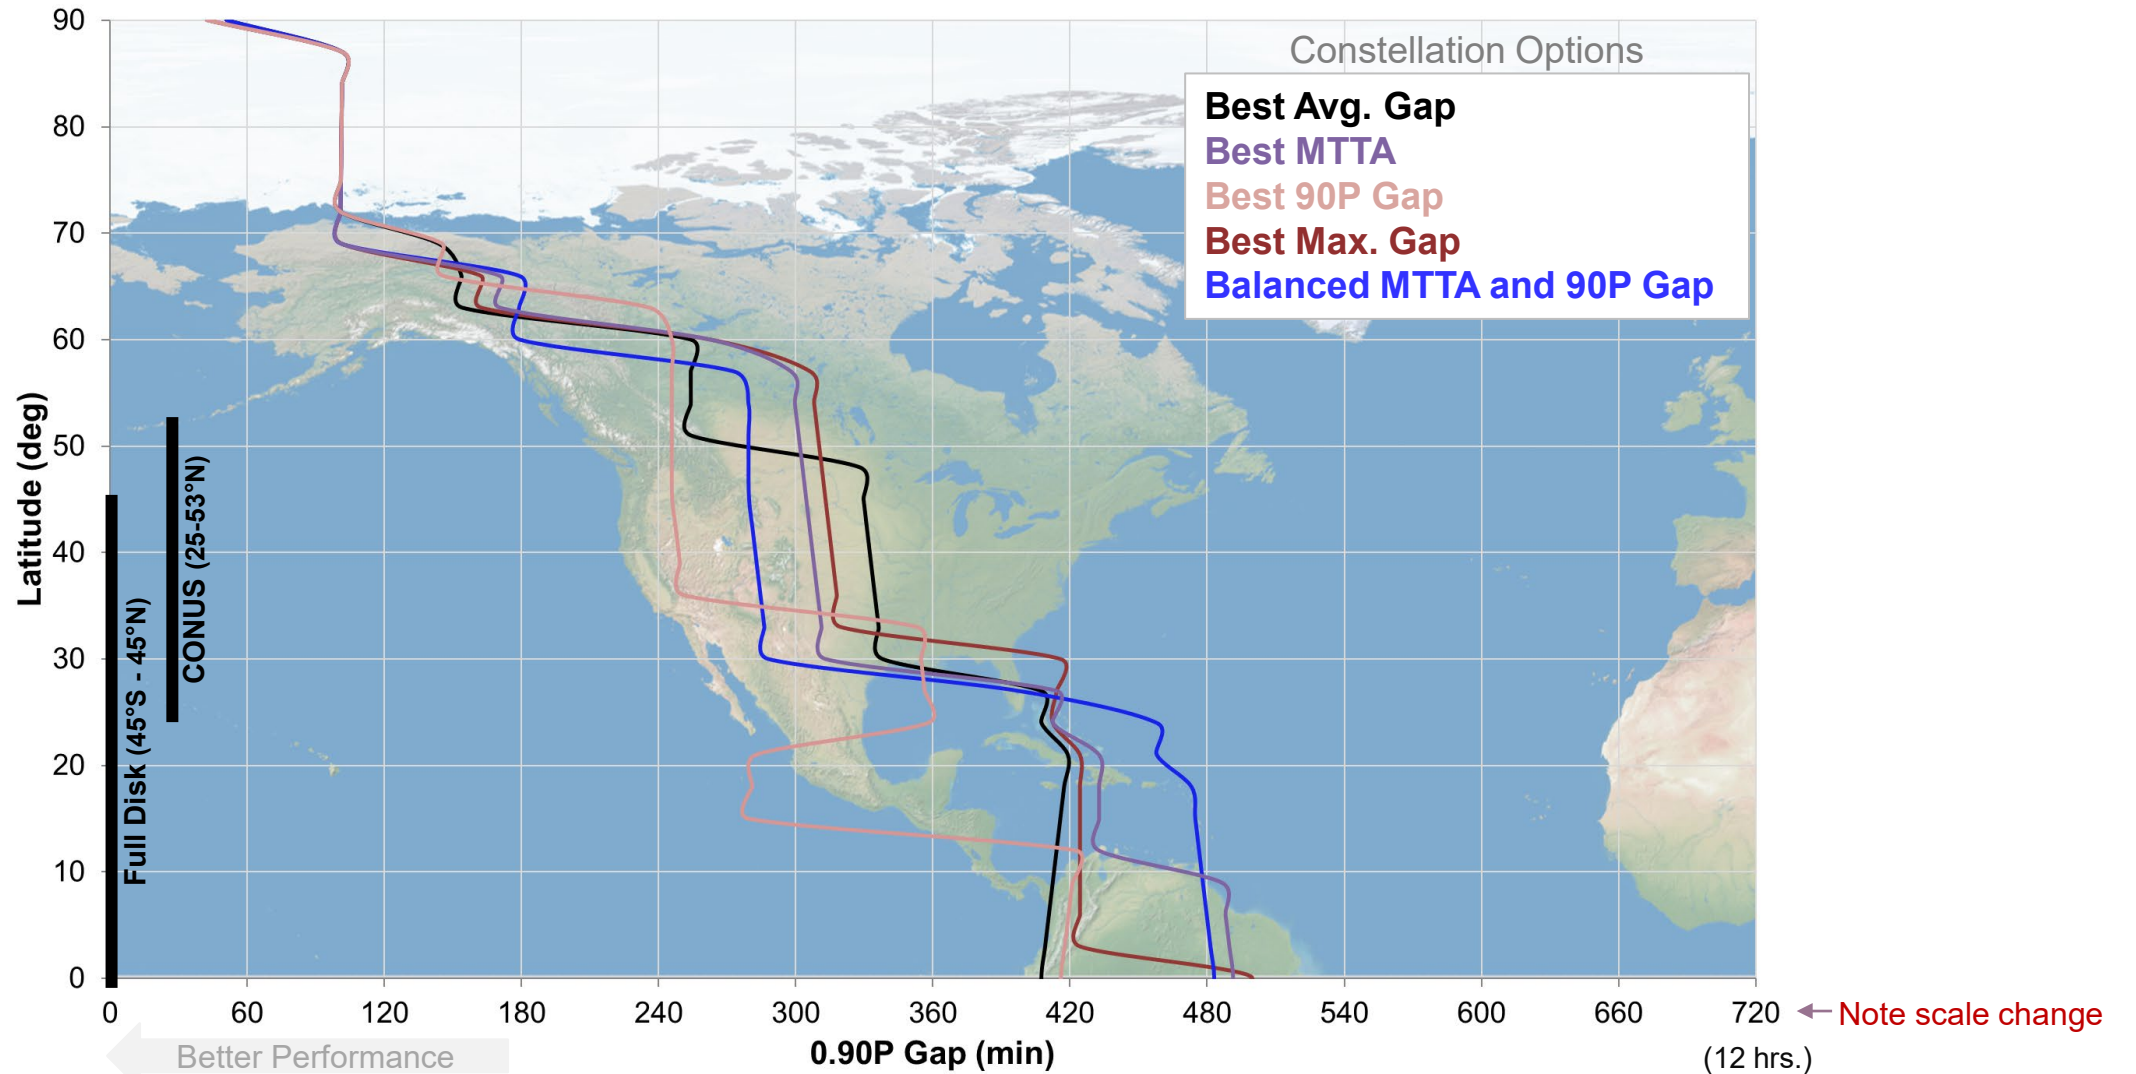 Constellation Options
Best Avg. Gap
Best MTTA
Best 90P Gap
Best Max. Gap
Balanced MTTA and 90P Gap
Latitude (deg)
90
80
70
60
50
40
30
20
10
0
Full Disk (45°S - 45°N)
CONUS (25-53°N)
0 60 120 180 240 300 360 420 480 540 600 660 720
Note scale change
(12 hrs.)
0.90P Gap (min)
Better Performance